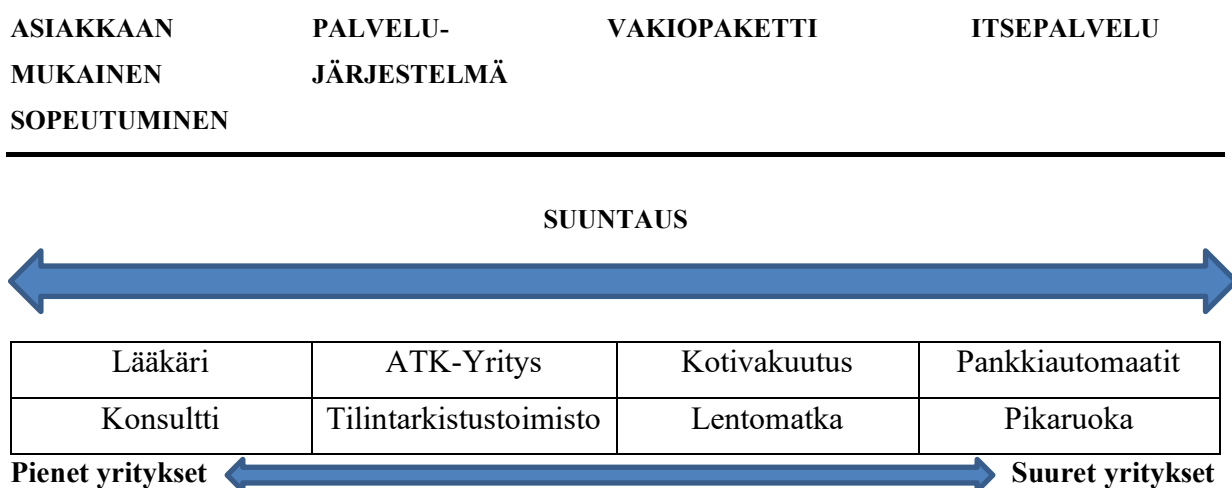 ASIAKKAAN PALVELU- VAKIOPAKETTI ITSEPALVELU
MUKAINEN JÄRJESTELMÄ
SOPEUTUMINEN
SUUNTAUS
Lääkäri ATK-Yritys Kotivakuutus Pankkiautomaatit
Konsultti Tilintarkistustoimisto Lentomatka Pikaruoka
Pienet yritykset Suuret yritykset